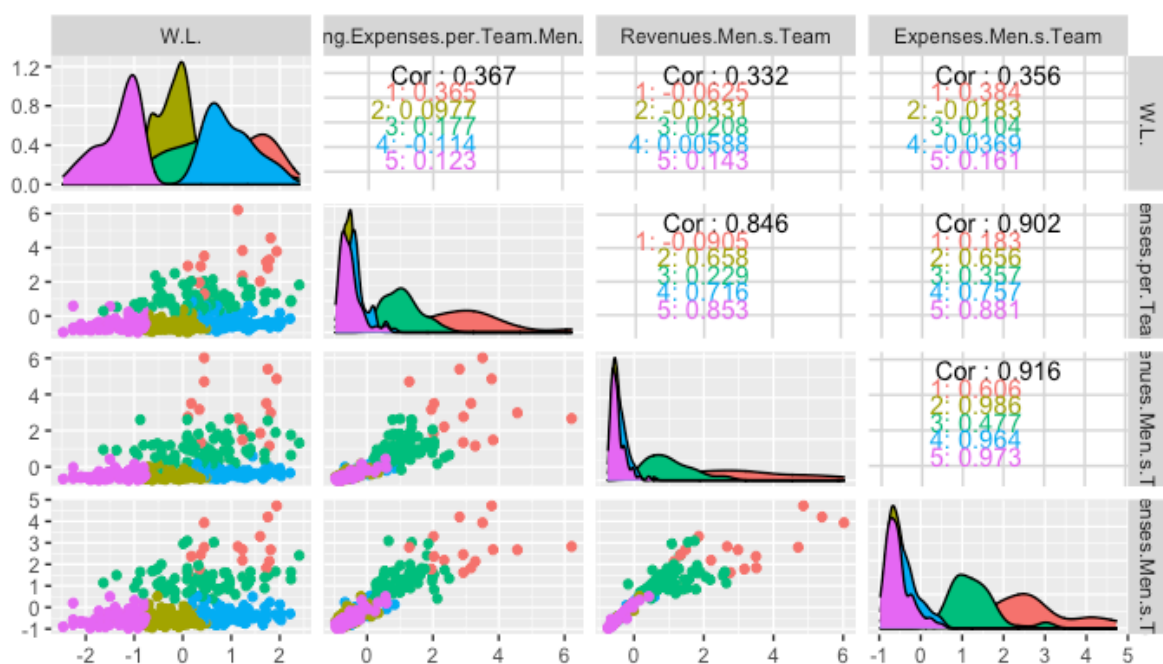 W.L.
ng.Expenses.per.Team.Men.
Revenues.Men.s.Team
Expenses.Men.s.Team
1.2
0.8
0.4
0.0
Cor : 0.367
1: 0.365
2: 0.0977
3: 0.177
4: -0.114
5: 0.123
Cor : 0.332
1: -0.0625
2: -0.0331
3: 0.208
4: 0.00588
5: 0.143
Cor : 0.356
1: 0.384
2: -0.0183
3: 0.104
4: -0.0369
5: 0.161
W.L.
6
4
2
0
Cor : 0.846
1: -0.0905
2: 0.658
3: 0.229
4: 0.716
5: 0.853
Cor : 0.902
1: 0.183
2: 0.656
3: 0.357
4: 0.757
5: 0.881
enses.per.Tea
6
4
2
0
Cor : 0.916
1: 0.606
2: 0.986
3: 0.477
4: 0.964
5: 0.973
enues.Men.s.T
5
4
3
2
1
0
-1
enses.Men.s.T
-2 -1 0 1 2
0 2 4 6
0 2 4 6
-1 0 1 2 3 4 5